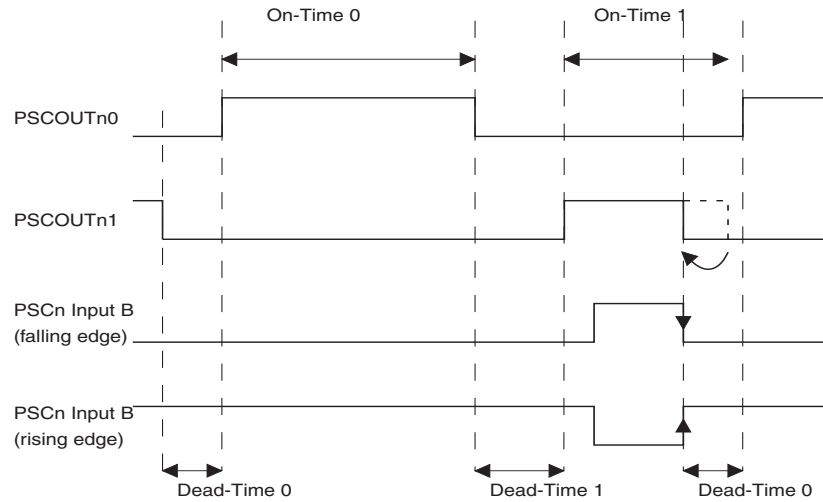 On-Time 0
On-Time 1
PSCOUTn0
PSCOUTn1
PSCn Input B
(falling edge)
PSCn Input B
(rising edge)
Dead-Time 0
Dead-Time 1
Dead-Time 0